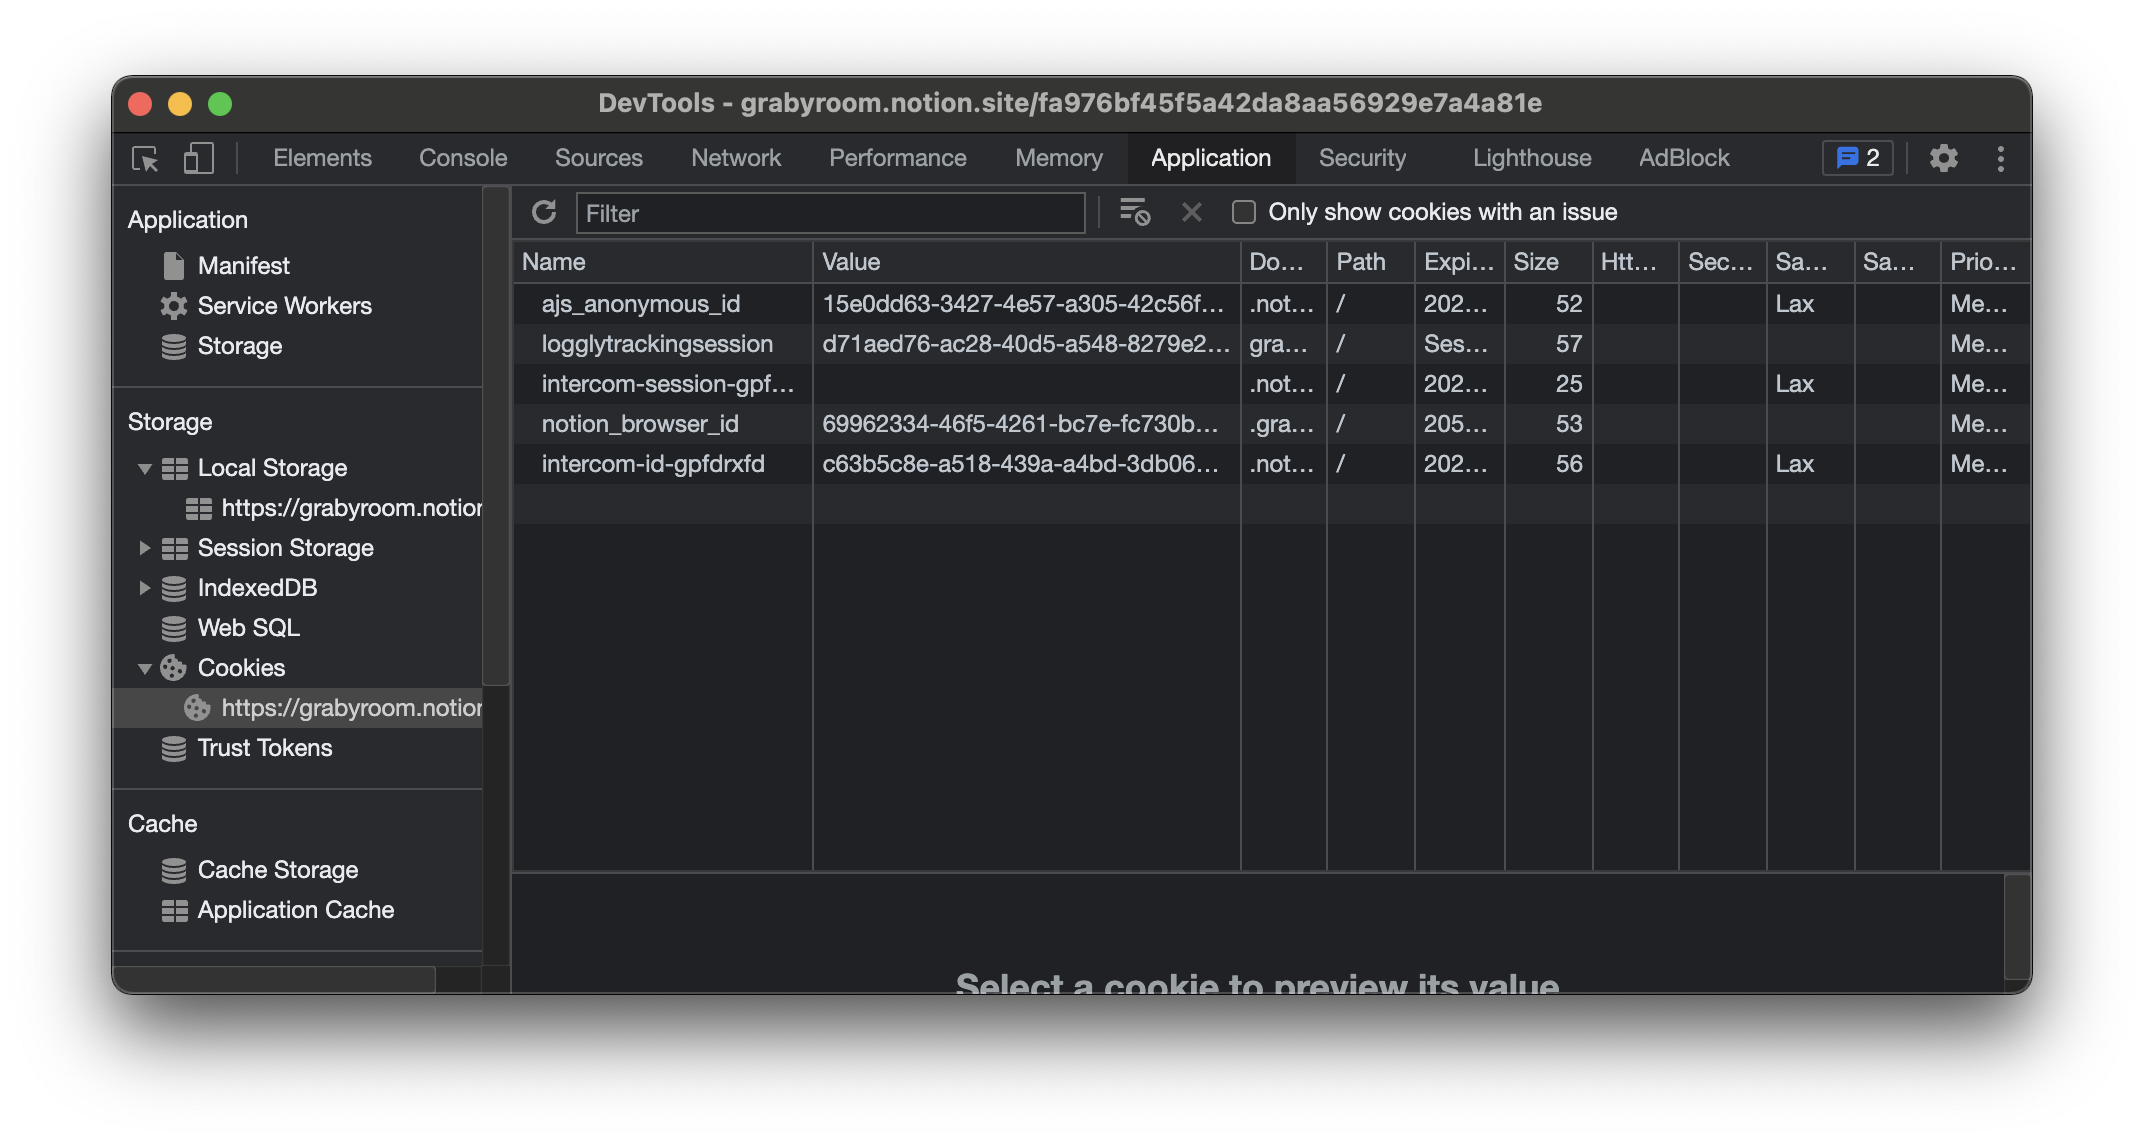 DevTools - grabyroom.notion.site/fa976bf45f5a42da8aa56929e7a4a81e
Elements Console Sources Network Performance Memory Application Security Lighthouse AdBlock 2
Application
Manifest
Service Workers
Storage
Storage
Local Storage
https://grabyroom.notion
Session Storage
IndexedDB
Web SQL
Cookies
https://grabyroom.notion
Trust Tokens
Cache
Cache Storage
Application Cache
Filter Only show cookies with an issue
Name Value Do... Path Expi... Size Htt... Sec... Sa... Sa... Prio...
ajs_anonymous_id 15e0dd63-3427-4e57-a305-42c56f... .not... / 202... 52 Lax Me...
logglytrackingsession d71aed76-ac28-40d5-a548-8279e2... gra... / Ses... 57 Me...
intercom-session-gpf... .not... / 202... 25 Lax Me...
notion_browser_id 69962334-46f5-4261-bc7e-fc730b... .gra... / 205... 53 Me...
intercom-id-gpfdrxfd c63b5c8e-a518-439a-a4bd-3db06... .not... / 202... 56 Lax Me...
Select a cookie to preview its value